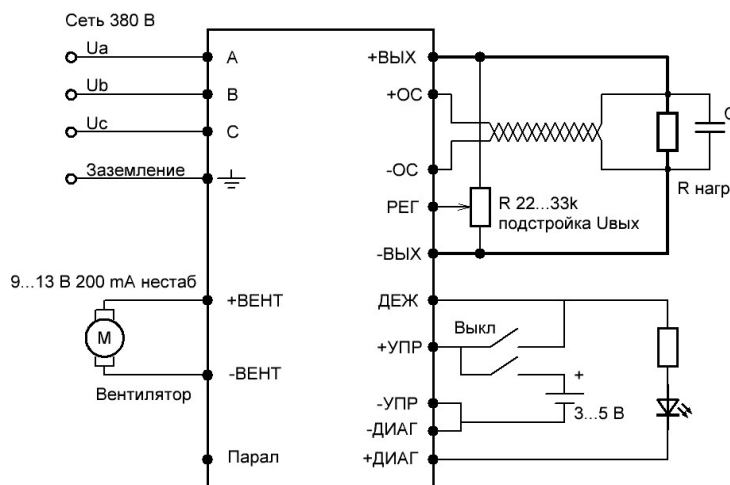 Сеть 380 В
Ua
A
Ub
B
Uc
C
Заземление
9...13 В 200 mA нестаб
+ВЕНТ
М
-ВЕНТ
Вентилятор
Парал
+ВЫХ
+ОС
-ОС
R нагр
РЕГ
R 22...33k
подстройка Uвых
-ВЫХ
ДЕЖ
Выкл
+УПР
+
-УПР
3...5 В
-ДИАГ
+ДИАГ